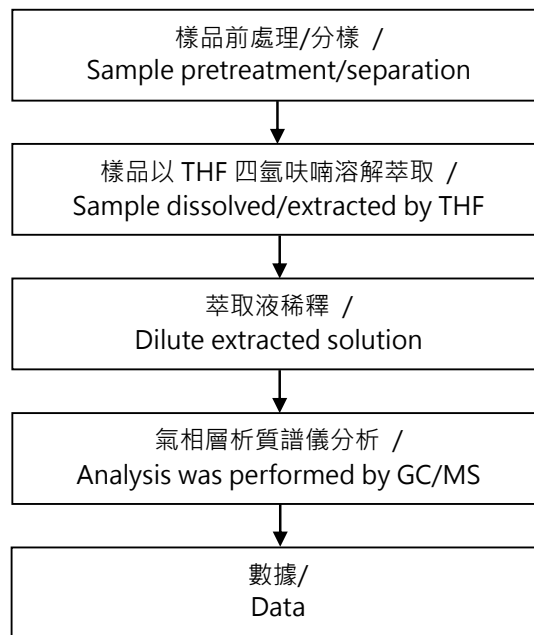 樣品前處理/分樣 /
Sample pretreatment/separation
樣品以 THF 四氫呋喃溶解萃取 /
Sample dissolved/extracted by THF
萃取液稀釋 /
Dilute extracted solution
氣相層析質譜儀分析 /
Analysis was performed by GC/MS
數據/
Data